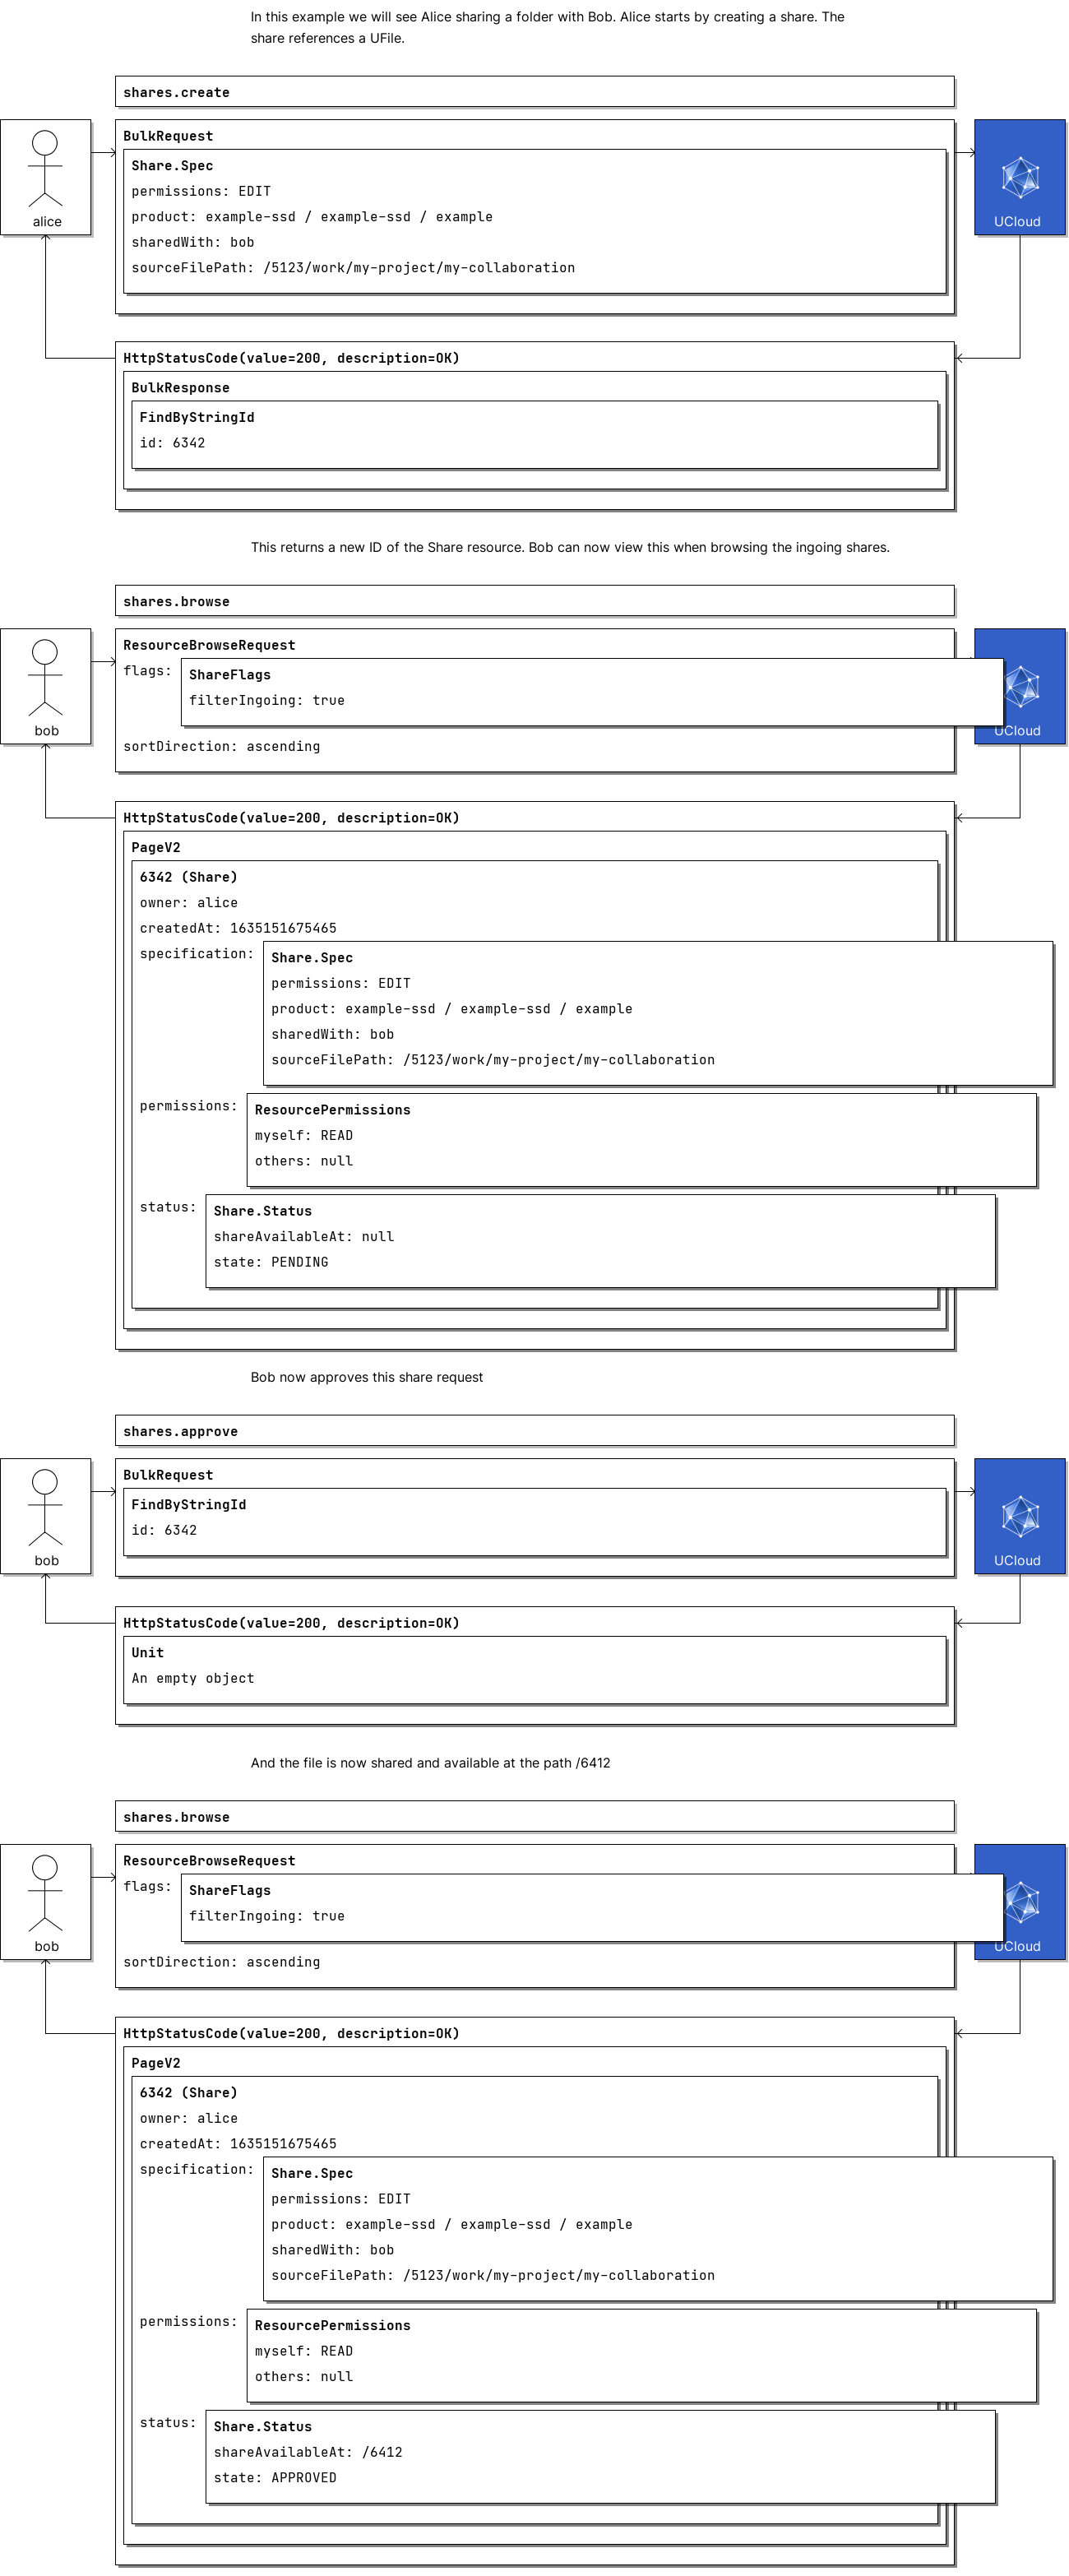 In this example we will see Alice sharing a folder with Bob. Alice starts by creating a share. The
share references a UFile.
shares.create
BulkRequest
Share.Spec
permissions: EDIT
product: example-ssd / example-ssd / example
sharedWith: bob
sourceFilePath: /5123/work/my-project/my-collaboration
alice
UCloud
HttpStatusCode(value=200, description=OK)
BulkResponse
FindByStringId
id: 6342
This returns a new ID of the Share resource. Bob can now view this when browsing the ingoing shares.
shares.browse
ResourceBrowseRequest
flags:
ShareFlags
filterIngoing: true
sortDirection: ascending
bob
UCloud
HttpStatusCode(value=200, description=OK)
PageV2
6342 (Share)
owner: alice
createdAt: 1635151675465
specification:
Share.Spec
permissions: EDIT
product: example-ssd / example-ssd / example
sharedWith: bob
sourceFilePath: /5123/work/my-project/my-collaboration
permissions:
ResourcePermissions
myself: READ
others: null
status:
Share.Status
shareAvailableAt: null
state: PENDING
Bob now approves this share request
shares.approve
BulkRequest
FindByStringId
id: 6342
bob
UCloud
HttpStatusCode(value=200, description=OK)
Unit
An empty object
And the file is now shared and available at the path /6412
shares.browse
ResourceBrowseRequest
flags:
ShareFlags
filterIngoing: true
sortDirection: ascending
bob
UCloud
HttpStatusCode(value=200, description=OK)
PageV2
6342 (Share)
owner: alice
createdAt: 1635151675465
specification:
Share.Spec
permissions: EDIT
product: example-ssd / example-ssd / example
sharedWith: bob
sourceFilePath: /5123/work/my-project/my-collaboration
permissions:
ResourcePermissions
myself: READ
others: null
status:
Share.Status
shareAvailableAt: /6412
state: APPROVED